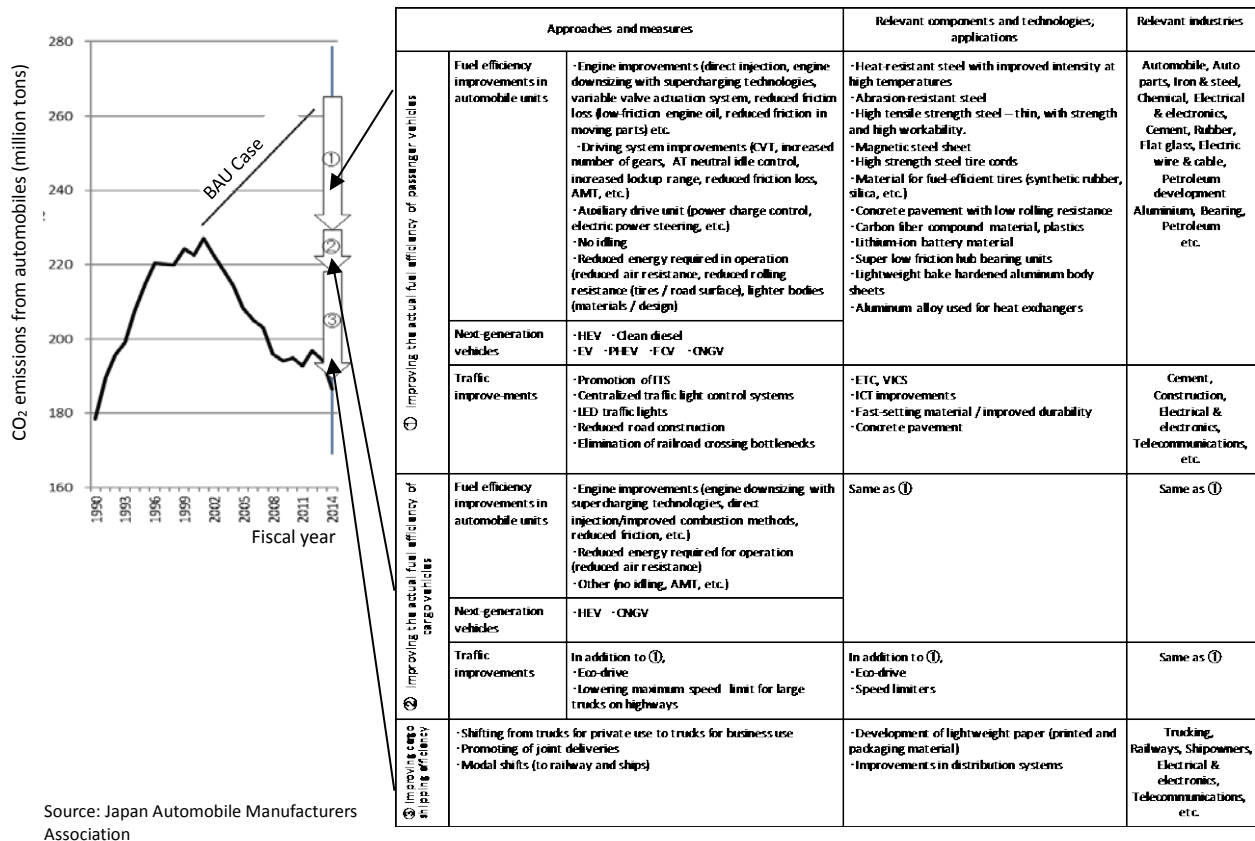 280
260
240
220
200
180
160
CO₂ emissions from automobiles (million tons)
BAU Case
①
②
③
1990
1993
1996
1999
2002
2005
2008
2011
2014
Fiscal year
Source: Japan Automobile Manufacturers
Association
Approaches and measures
Relevant components and technologies,
applications
Relevant industries
① Improving the actual fuel efficiency of passenger vehicles
Fuel efficiency
improvements in
automobile units
·Engine improvements (direct injection, engine
downsizing with supercharging technologies,
variable valve actuation system, reduced friction
loss (low-friction engine oil, reduced friction in
moving parts) etc.
·Driving system improvements (CVT, increased
number of gears, AT neutral idle control,
increased lockup range, reduced friction loss,
AMT, etc.)
·Auxiliary drive unit (power charge control,
electric power steering, etc.)
·No idling
·Reduced energy required in operation
(reduced air resistance, reduced rolling
resistance (tires / road surface), lighter bodies
(materials / design)
·Heat-resistant steel with improved intensity at
high temperatures
·Abrasion-resistant steel
·High tensile strength steel – thin, with strength
and high workability.
·Magnetic steel sheet
·High strength steel tire cords
·Material for fuel-efficient tires (synthetic rubber,
silica, etc.)
·Concrete pavement with low rolling resistance
·Carbon fiber compound material, plastics
·Lithium-ion battery material
·Super low friction hub bearing units
·Lightweight bake hardened aluminum body
sheets
·Aluminum alloy used for heat exchangers
Automobile, Auto
parts, Iron & steel,
Chemical, Electrical
& electronics,
Cement, Rubber,
Flat glass, Electric
wire & cable,
Petroleum
development
Aluminium, Bearing,
Petroleum
etc.
Next-generation
vehicles
·HEV ·Clean diesel
·EV ·PHEV ·FCV ·CNGV
Traffic
improve-ments
·Promotion of ITS
·Centralized traffic light control systems
·LED traffic lights
·Reduced road construction
·Elimination of railroad crossing bottlenecks
·ETC, VICS
·ICT improvements
·Fast-setting material / improved durability
·Concrete pavement
Cement,
Construction,
Electrical &
electronics,
Telecommunications,
etc.
② Improving the actual fuel efficiency of
cargo vehicles
Fuel efficiency
improvements in
automobile units
·Engine improvements (engine downsizing with
supercharging technologies, direct
injection/improved combustion methods,
reduced friction, etc.)
·Reduced energy required for operation
(reduced air resistance)
·Other (no idling, AMT, etc.)
Same as ①
Same as ①
Next-generation
vehicles
·HEV ·CNGV
Traffic
improvements
In addition to ①,
·Eco-drive
·Lowering maximum speed limit for large
trucks on highways
In addition to ①,
·Eco-drive
·Speed limiters
Same as ①
③ Improving cargo
shipping efficiency
·Shifting from trucks for private use to trucks for business use
·Promoting of joint deliveries
·Modal shifts (to railway and ships)
·Development of lightweight paper (printed and
packaging material)
·Improvements in distribution systems
Trucking,
Railways, Shipowners,
Electrical &
electronics,
Telecommunications,
etc.